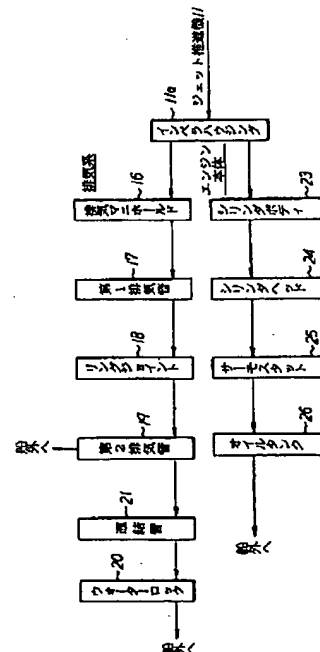 ジェット推進機11
11a
インペラハウジング
排気系
16
排気マニホールド
17
第1排気管
18
リングジョイント
19
第2排気管
船外へ
21
連結管
20
ウォーターロック
船外へ
エンジン本体
23
シリンダボディ
24
シリンダヘッド
25
サーモスタット
26
オイルタンク
船外へ